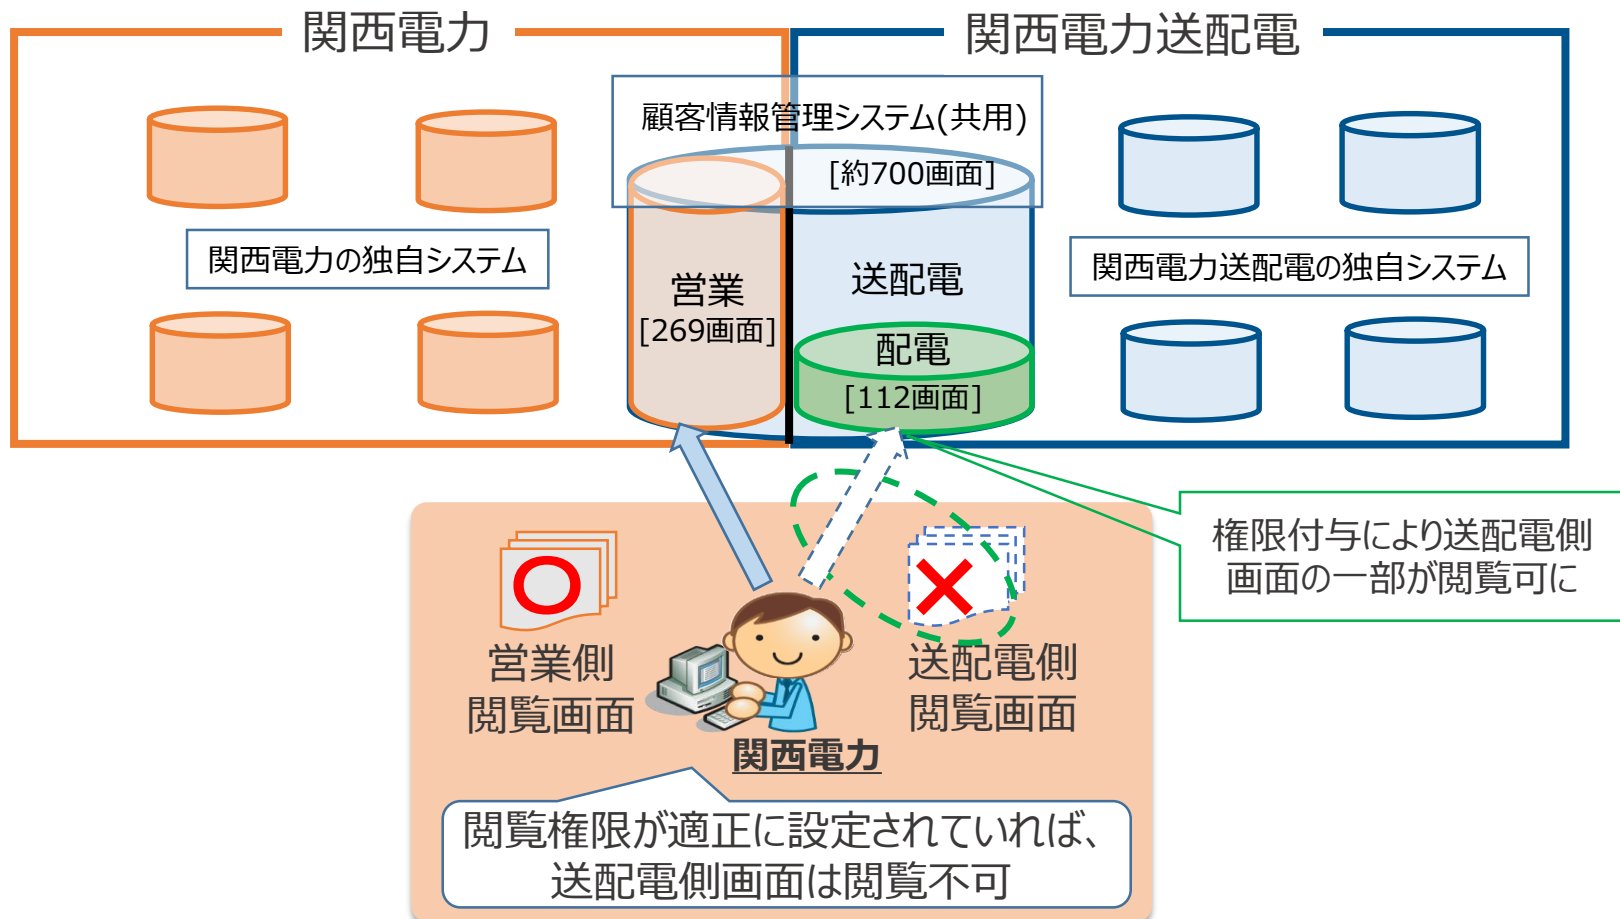 関西電力
関西電力送配電
顧客情報管理システム(共用)
[約700画面]
関西電力の独自システム
営業
[269画面]
送配電
配電
[112画面]
関西電力送配電の独自システム
権限付与により送配電側
画面の一部が閲覧可に
営業側
閲覧画面
送配電側
閲覧画面
関西電力
閲覧権限が適正に設定されていれば、
送配電側画面は閲覧不可